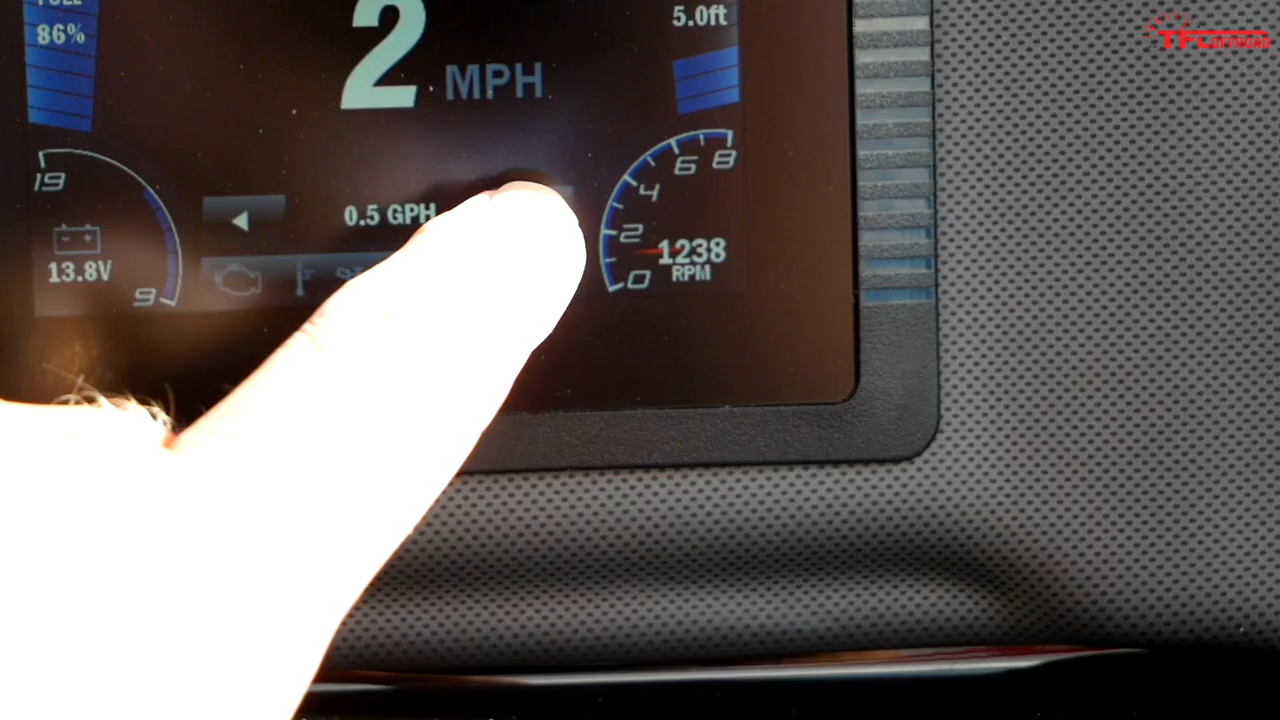 FUEL
86%
2 MPH
5.0ft
19
13.8V
9
0.5 GPH
8
6
4
2
0
1238
RPM
TFLOFFROAD